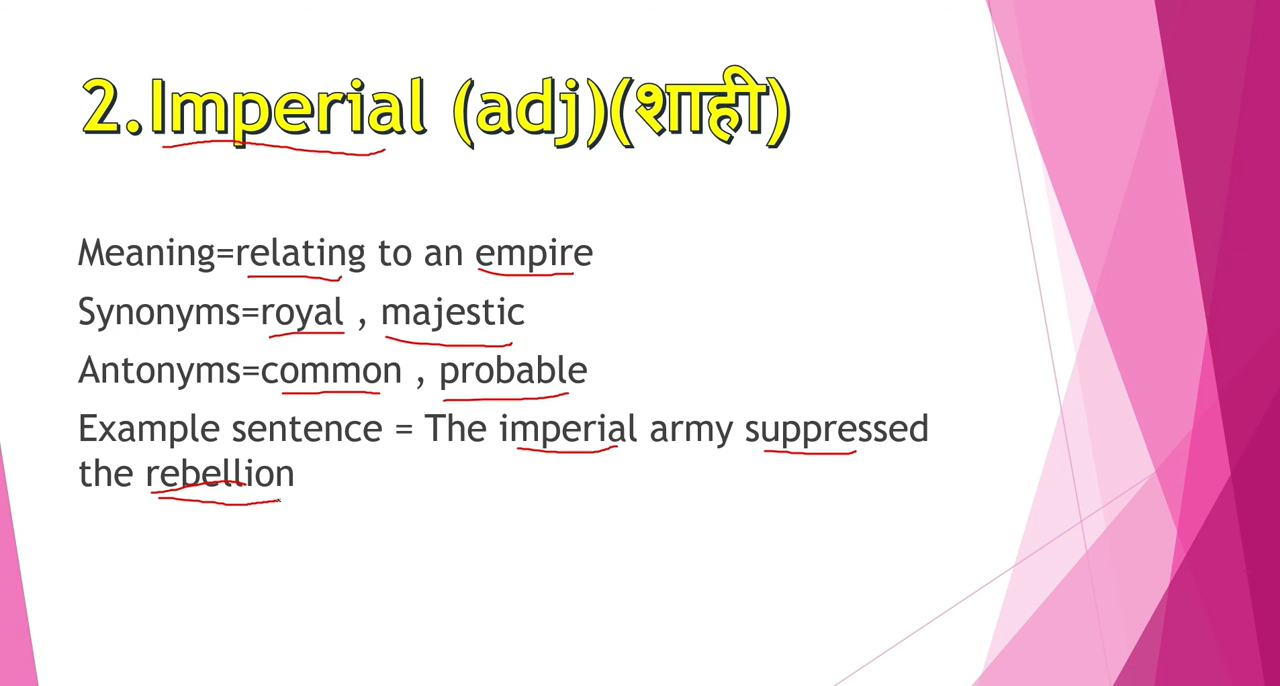 2.Imperial (adj)(शाही)
Meaning=relating to an empire
Synonyms=royal , majestic
Antonyms=common , probable
Example sentence = The imperial army suppressed
the rebellion